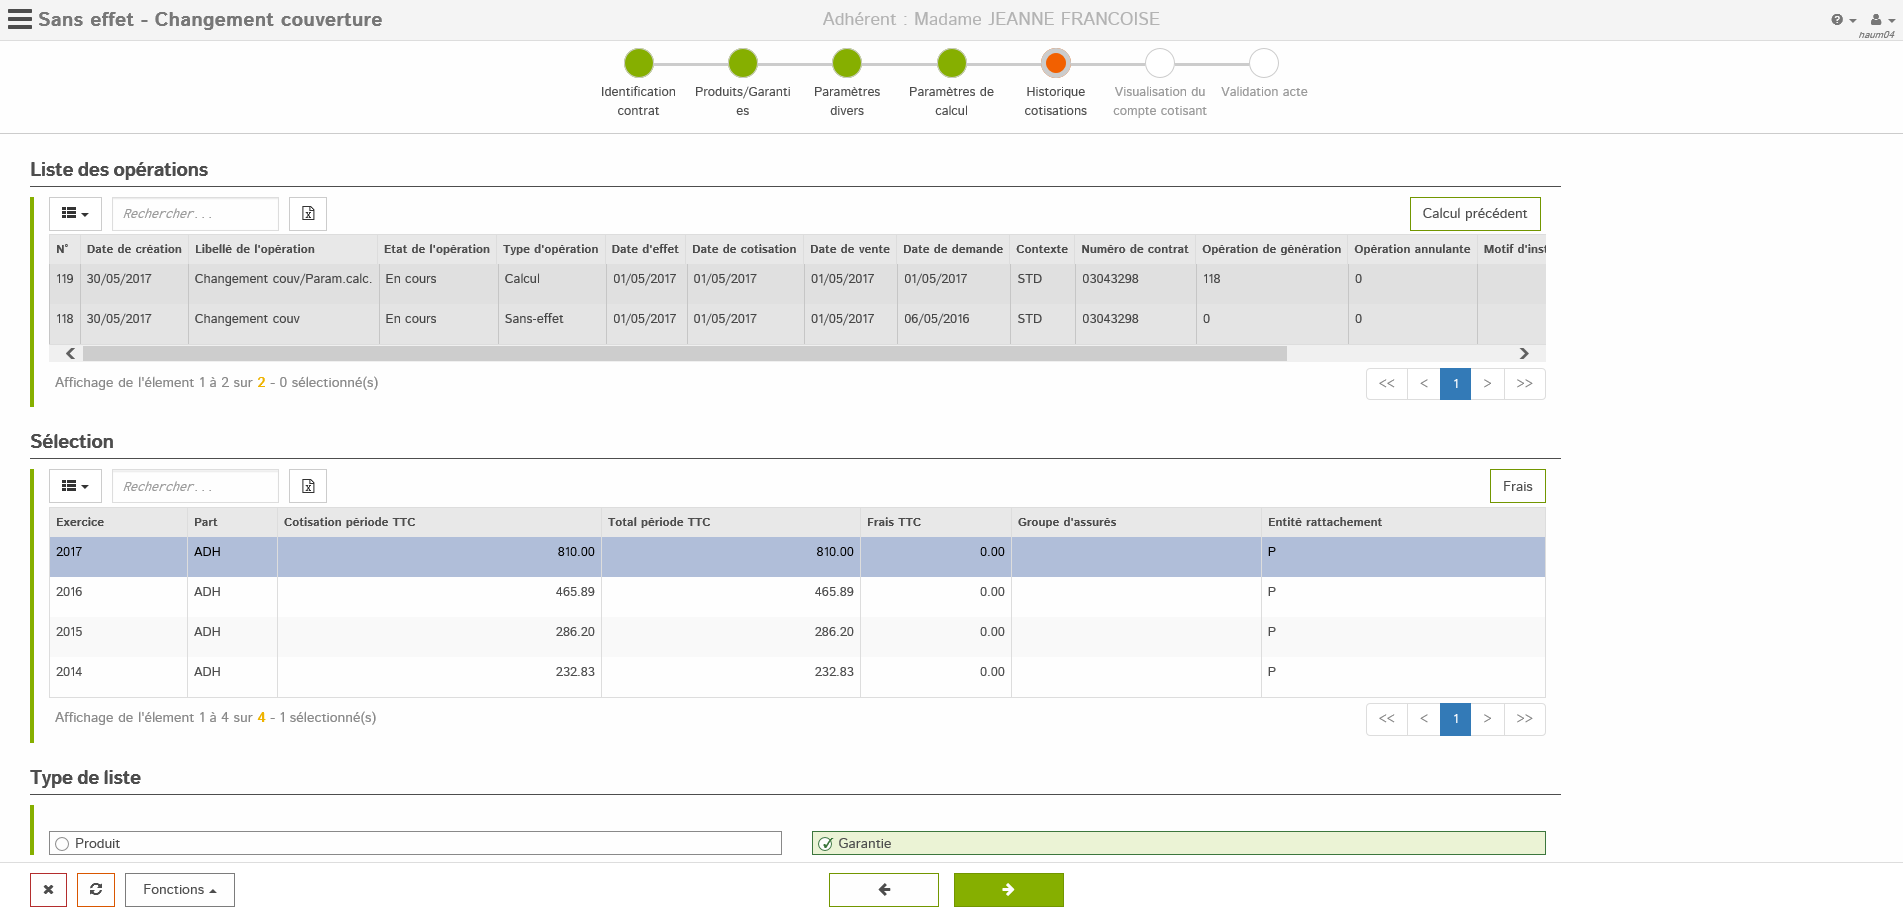 Sans effet - Changement couverture
Adhérent : Madame JEANNE FRANCOISE
haum04
Identification contrat
Produits/Garanti es
Paramètres divers
Paramètres de calcul
Historique cotisations
Visualisation du compte cotisant
Validation acte
Liste des opérations
Rechercher...
Calcul précédent
N° Date de création Libellé de l'opération Etat de l'opération Type d'opération Date d'effet Date de cotisation Date de vente Date de demande Contexte Numéro de contrat Opération de génération Opération annulante Motif d'inst
119 30/05/2017 Changement couv/Param.calc. En cours Calcul 01/05/2017 01/05/2017 01/05/2017 01/05/2017 STD 03043298 118 0
118 30/05/2017 Changement couv En cours Sans-effet 01/05/2017 01/05/2017 01/05/2017 06/05/2016 STD 03043298 0 0
Affichage de l'élement 1 à 2 sur 2 - 0 sélectionné(s)
<< < 1 > >>
Sélection
Rechercher...
Frais
Exercice Part Cotisation période TTC Total période TTC Frais TTC Groupe d'assurés Entité rattachement
2017 ADH 810.00 810.00 0.00 P
2016 ADH 465.89 465.89 0.00 P
2015 ADH 286.20 286.20 0.00 P
2014 ADH 232.83 232.83 0.00 P
Affichage de l'élement 1 à 4 sur 4 - 1 sélectionné(s)
<< < 1 > >>
Type de liste
Produit
Garantie
Fonctions